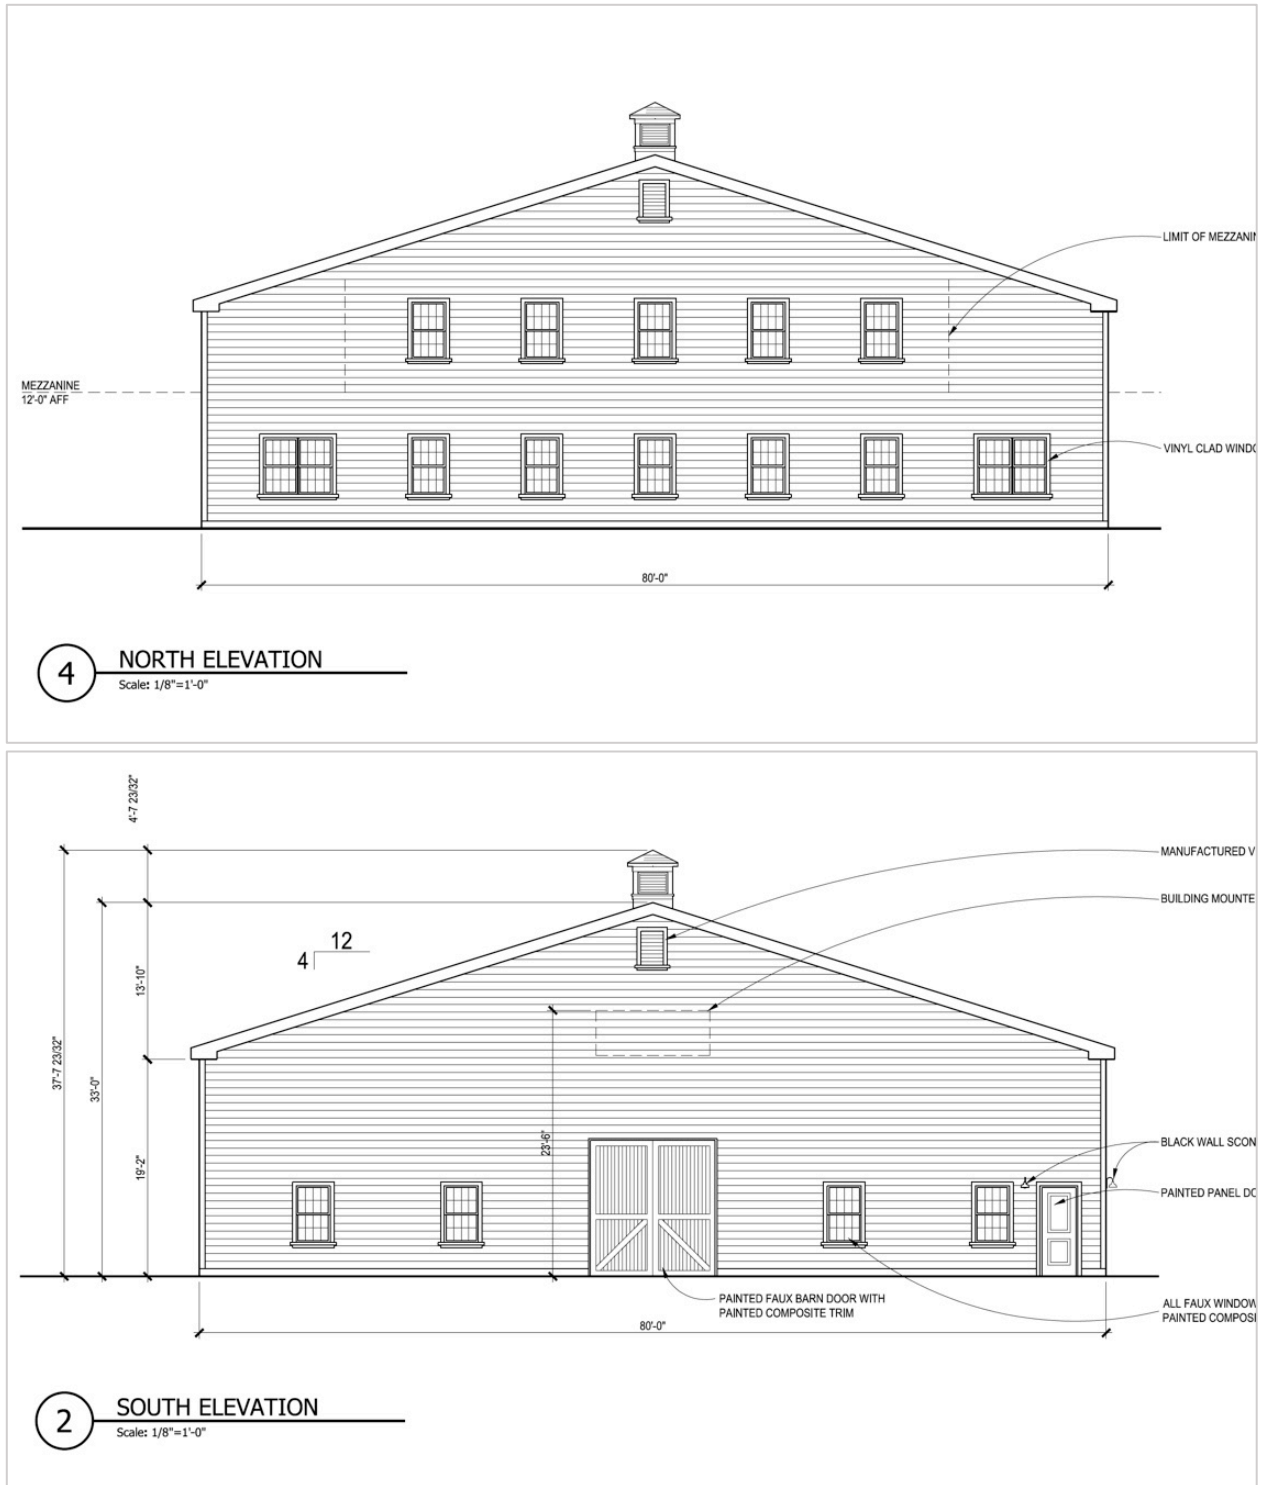 LIMIT OF MEZZANIN
MEZZANINE
12'-0" AFF
VINYL CLAD WINDO
80'-0"
4
NORTH ELEVATION
Scale: 1/8"=1'-0"
4'-7 23/32"
MANUFACTURED V
BUILDING MOUNTE
12
4
13'-10"
37'-7 23/32"
33'-0"
23'-6"
BLACK WALL SCON
19'-2"
PAINTED PANEL DO
PAINTED FAUX BARN DOOR WITH
PAINTED COMPOSITE TRIM
ALL FAUX WINDOW
PAINTED COMPOSI
80'-0"
2
SOUTH ELEVATION
Scale: 1/8"=1'-0"